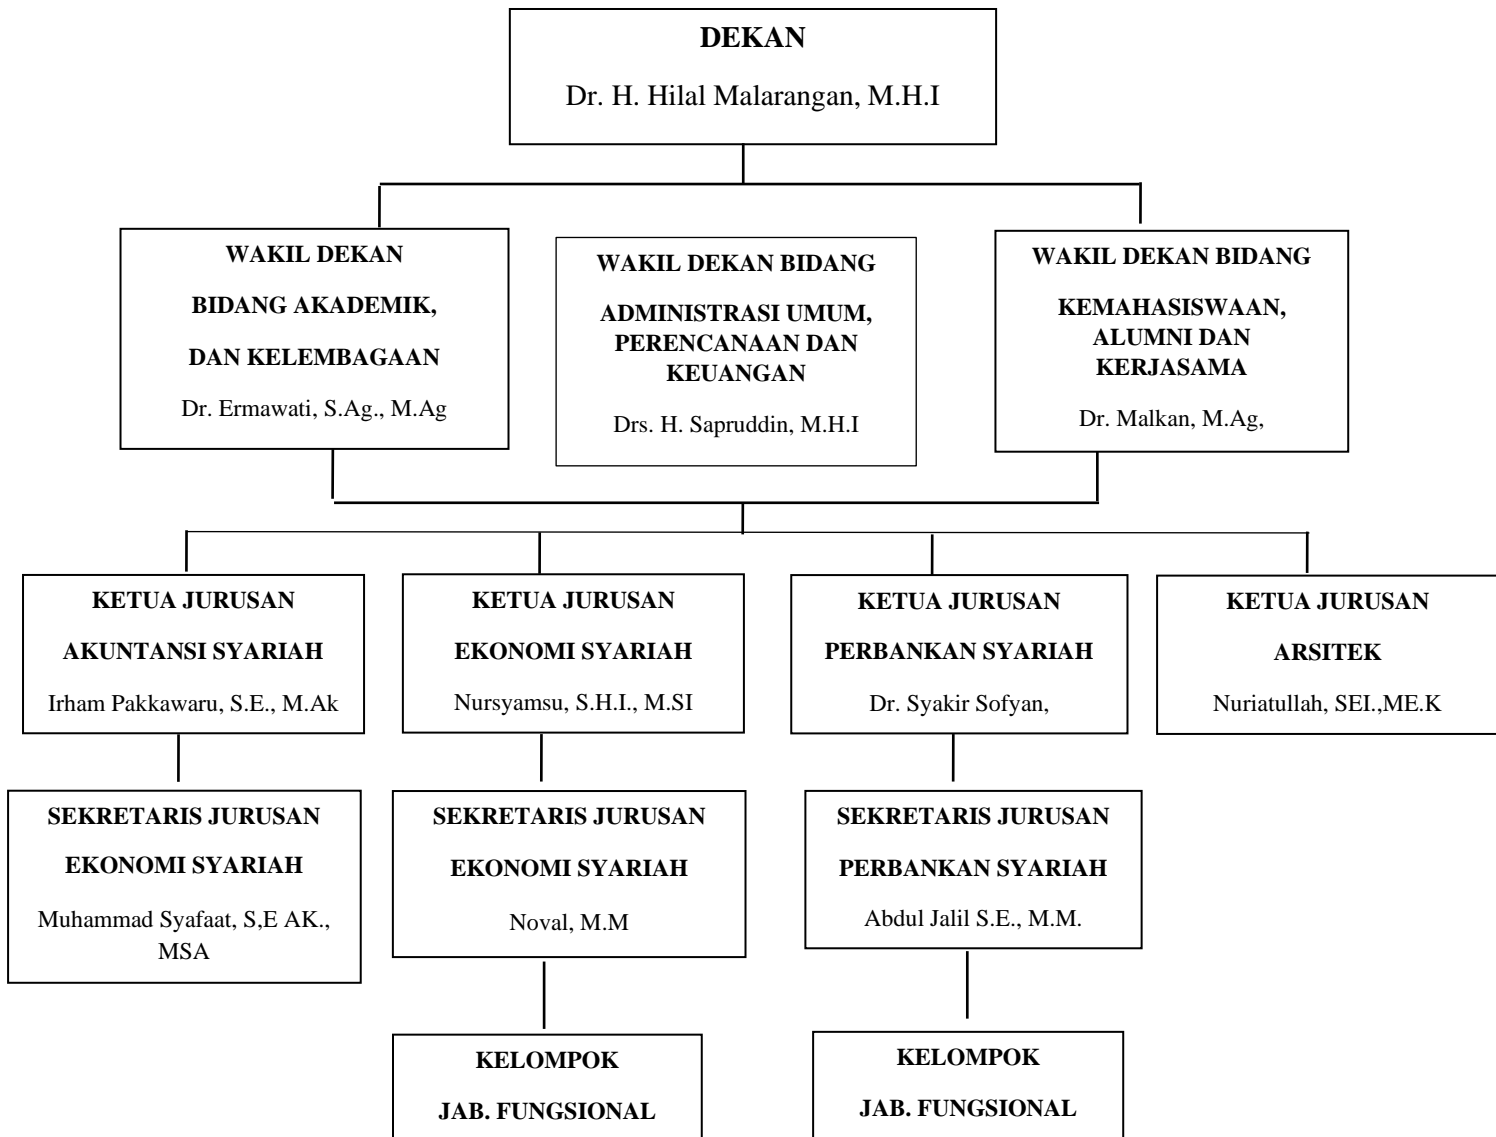 DEKAN
Dr. H. Hilal Malarangan, M.H.I
WAKIL DEKAN
BIDANG AKADEMIK,
DAN KELEMBAGAAN
Dr. Ermawati, S.Ag., M.Ag
WAKIL DEKAN BIDANG
ADMINISTRASI UMUM,
PERENCANAAN DAN
KEUANGAN
Drs. H. Sapruddin, M.H.I
WAKIL DEKAN BIDANG
KEMAHASISWAAN,
ALUMNI DAN
KERJASAMA
Dr. Malkan, M.Ag,
KETUA JURUSAN
AKUNTANSI SYARIAH
Irham Pakkawaru, S.E., M.Ak
KETUA JURUSAN
EKONOMI SYARIAH
Nursyamsu, S.H.I., M.SI
KETUA JURUSAN
PERBANKAN SYARIAH
Dr. Syakir Sofyan,
KETUA JURUSAN
ARSITEK
Nuriatullah, SEI.,ME.K
SEKRETARIS JURUSAN
EKONOMI SYARIAH
Muhammad Syafaat, S,E AK.,
MSA
SEKRETARIS JURUSAN
EKONOMI SYARIAH
Noval, M.M
SEKRETARIS JURUSAN
PERBANKAN SYARIAH
Abdul Jalil S.E., M.M.
KELOMPOK
JAB. FUNGSIONAL
KELOMPOK
JAB. FUNGSIONAL